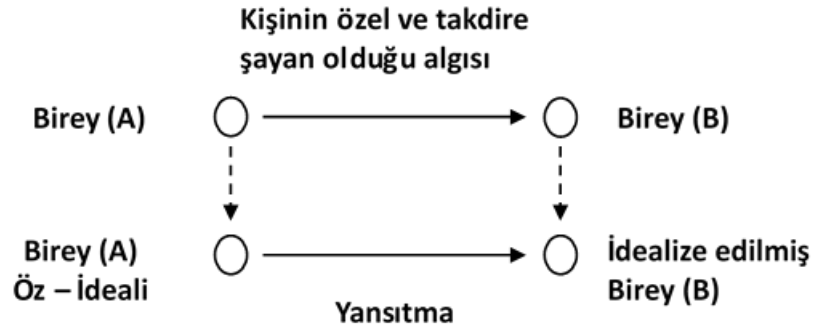 Kişinin özel ve takdire
şayan olduğu algısı
Birey (A)
Birey (B)
Birey (A)
Öz – İdeali
İdealize edilmiş
Birey (B)
Yansıtma